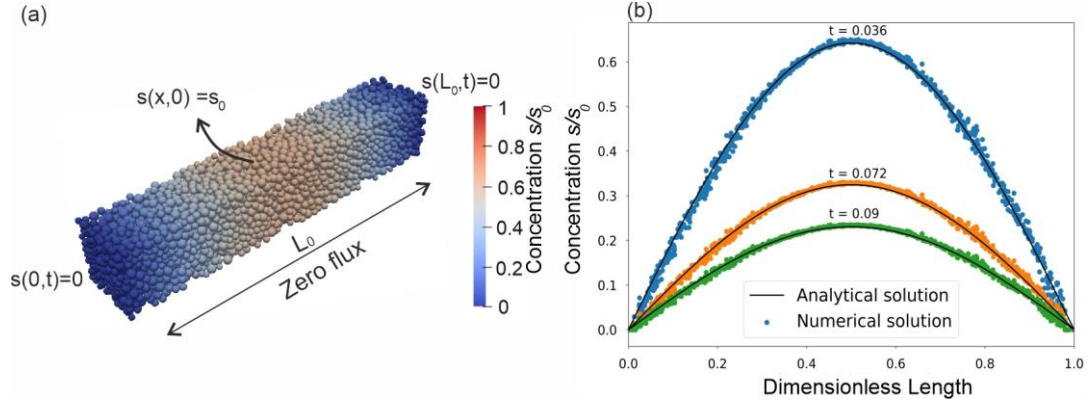 (a)
s(x,0) =s₀
s(L₀,t)=0
s(0,t)=0
L₀
Zero flux
1
0.8
0.6
0.4
0.2
0
Concentration s/s₀
(b)
Concentration s/s₀
0.6
0.5
0.4
0.3
0.2
0.1
0.0
t = 0.036
t = 0.072
t = 0.09
Analytical solution
Numerical solution
0.0 0.2 0.4 0.6 0.8 1.0
Dimensionless Length